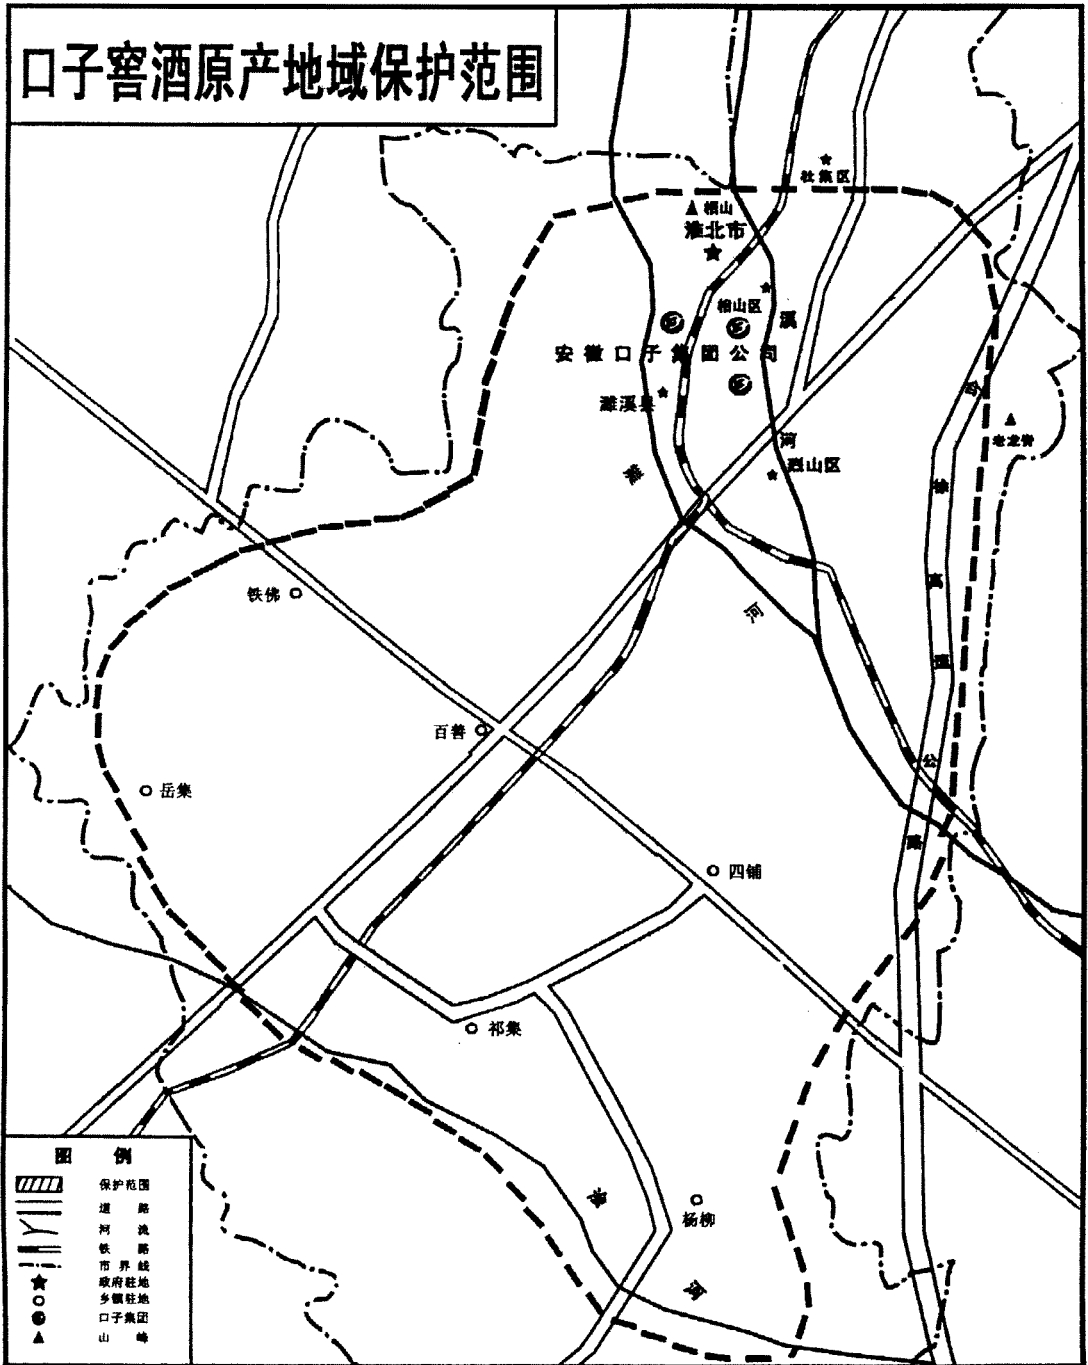 口子窖酒原产地域保护范围
杜集区
相山
淮北市
相山区
溪
安徽口子集团公司
濉溪县
合
老龙脊
河
烈山区
濉
徐
高
铁佛
河
速
百善
公
岳集
路
四铺
祁集
浍
杨柳
河
图 例
保护范围
道 路
河 流
铁 路
市界线
政府驻地
乡镇驻地
口子集团
山 峰